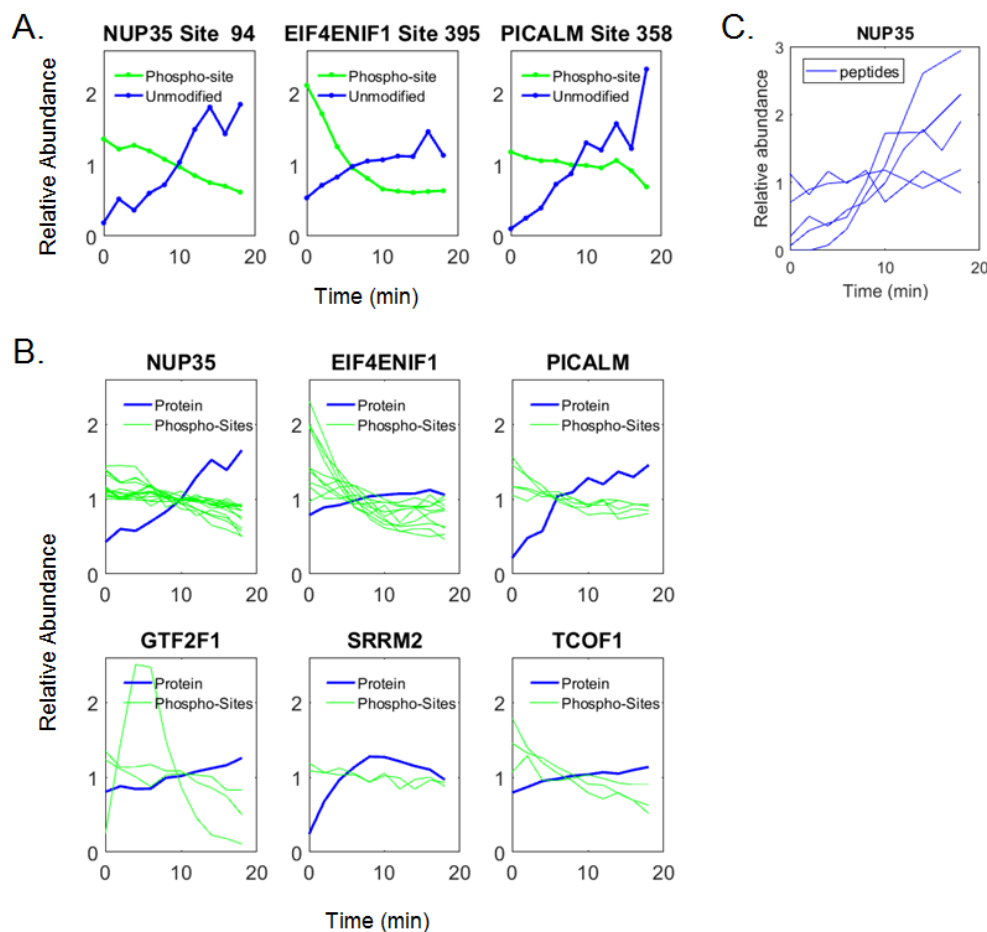 A.
NUP35 Site 94 EIF4ENIF1 Site 395 PICALM Site 358
Relative Abundance
Phospho-site
Unmodified
Phospho-site
Unmodified
Phospho-site
Unmodified
2
1
0
0 10 20
2
1
0
0 10 20
2
1
0
0 10 20
Time (min)
C.
NUP35
peptides
Relative abundance
3
2
1
0
0 10 20
Time (min)
B.
Relative Abundance
NUP35
Protein
Phospho-Sites
2
1
0
0 10 20
EIF4ENIF1
Protein
Phospho-Sites
2
1
0
0 10 20
PICALM
Protein
Phospho-Sites
2
1
0
0 10 20
GTF2F1
Protein
Phospho-Sites
2
1
0
0 10 20
SRRM2
Protein
Phospho-Sites
2
1
0
0 10 20
TCOF1
Protein
Phospho-Sites
2
1
0
0 10 20
Time (min)